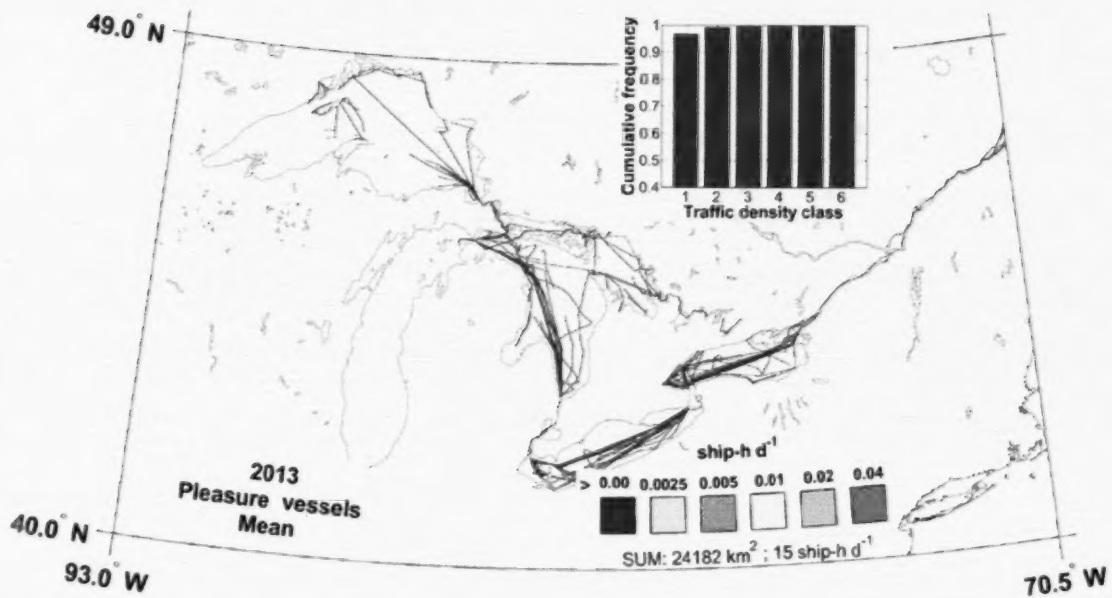 49.0° N
Cumulative frequency
1
0.9
0.8
0.7
0.6
0.5
0.4
1 2 3 4 5 6
Traffic density class
2013
Pleasure vessels
Mean
ship-h d⁻¹
> 0.00 0.0025 0.005 0.01 0.02 0.04
SUM: 24182 km² ; 15 ship-h d⁻¹
40.0° N
93.0° W
70.5° W